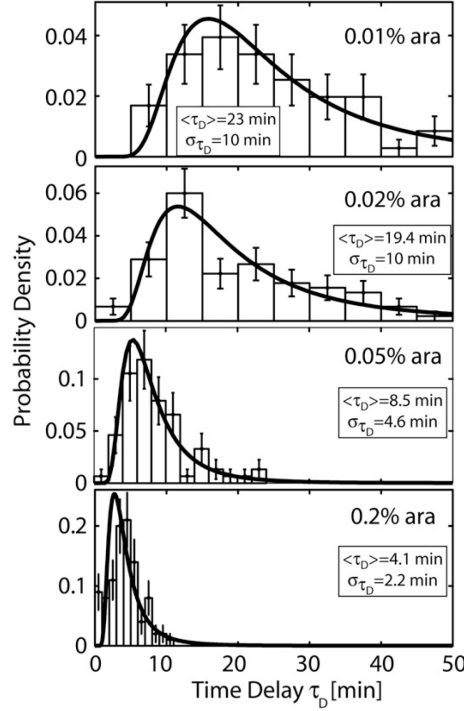 0.04
0.02
0
0.01% ara
<τD>=23 min
στD=10 min
0.06
0.04
0.02
0
0.02% ara
<τD>=19.4 min
στD=10 min
0.1
0.05
0
0.05% ara
<τD>=8.5 min
στD=4.6 min
0.2
0.1
0
0.2% ara
<τD>=4.1 min
στD=2.2 min
0 10 20 30 40 50
Time Delay τD [min]
Probability Density